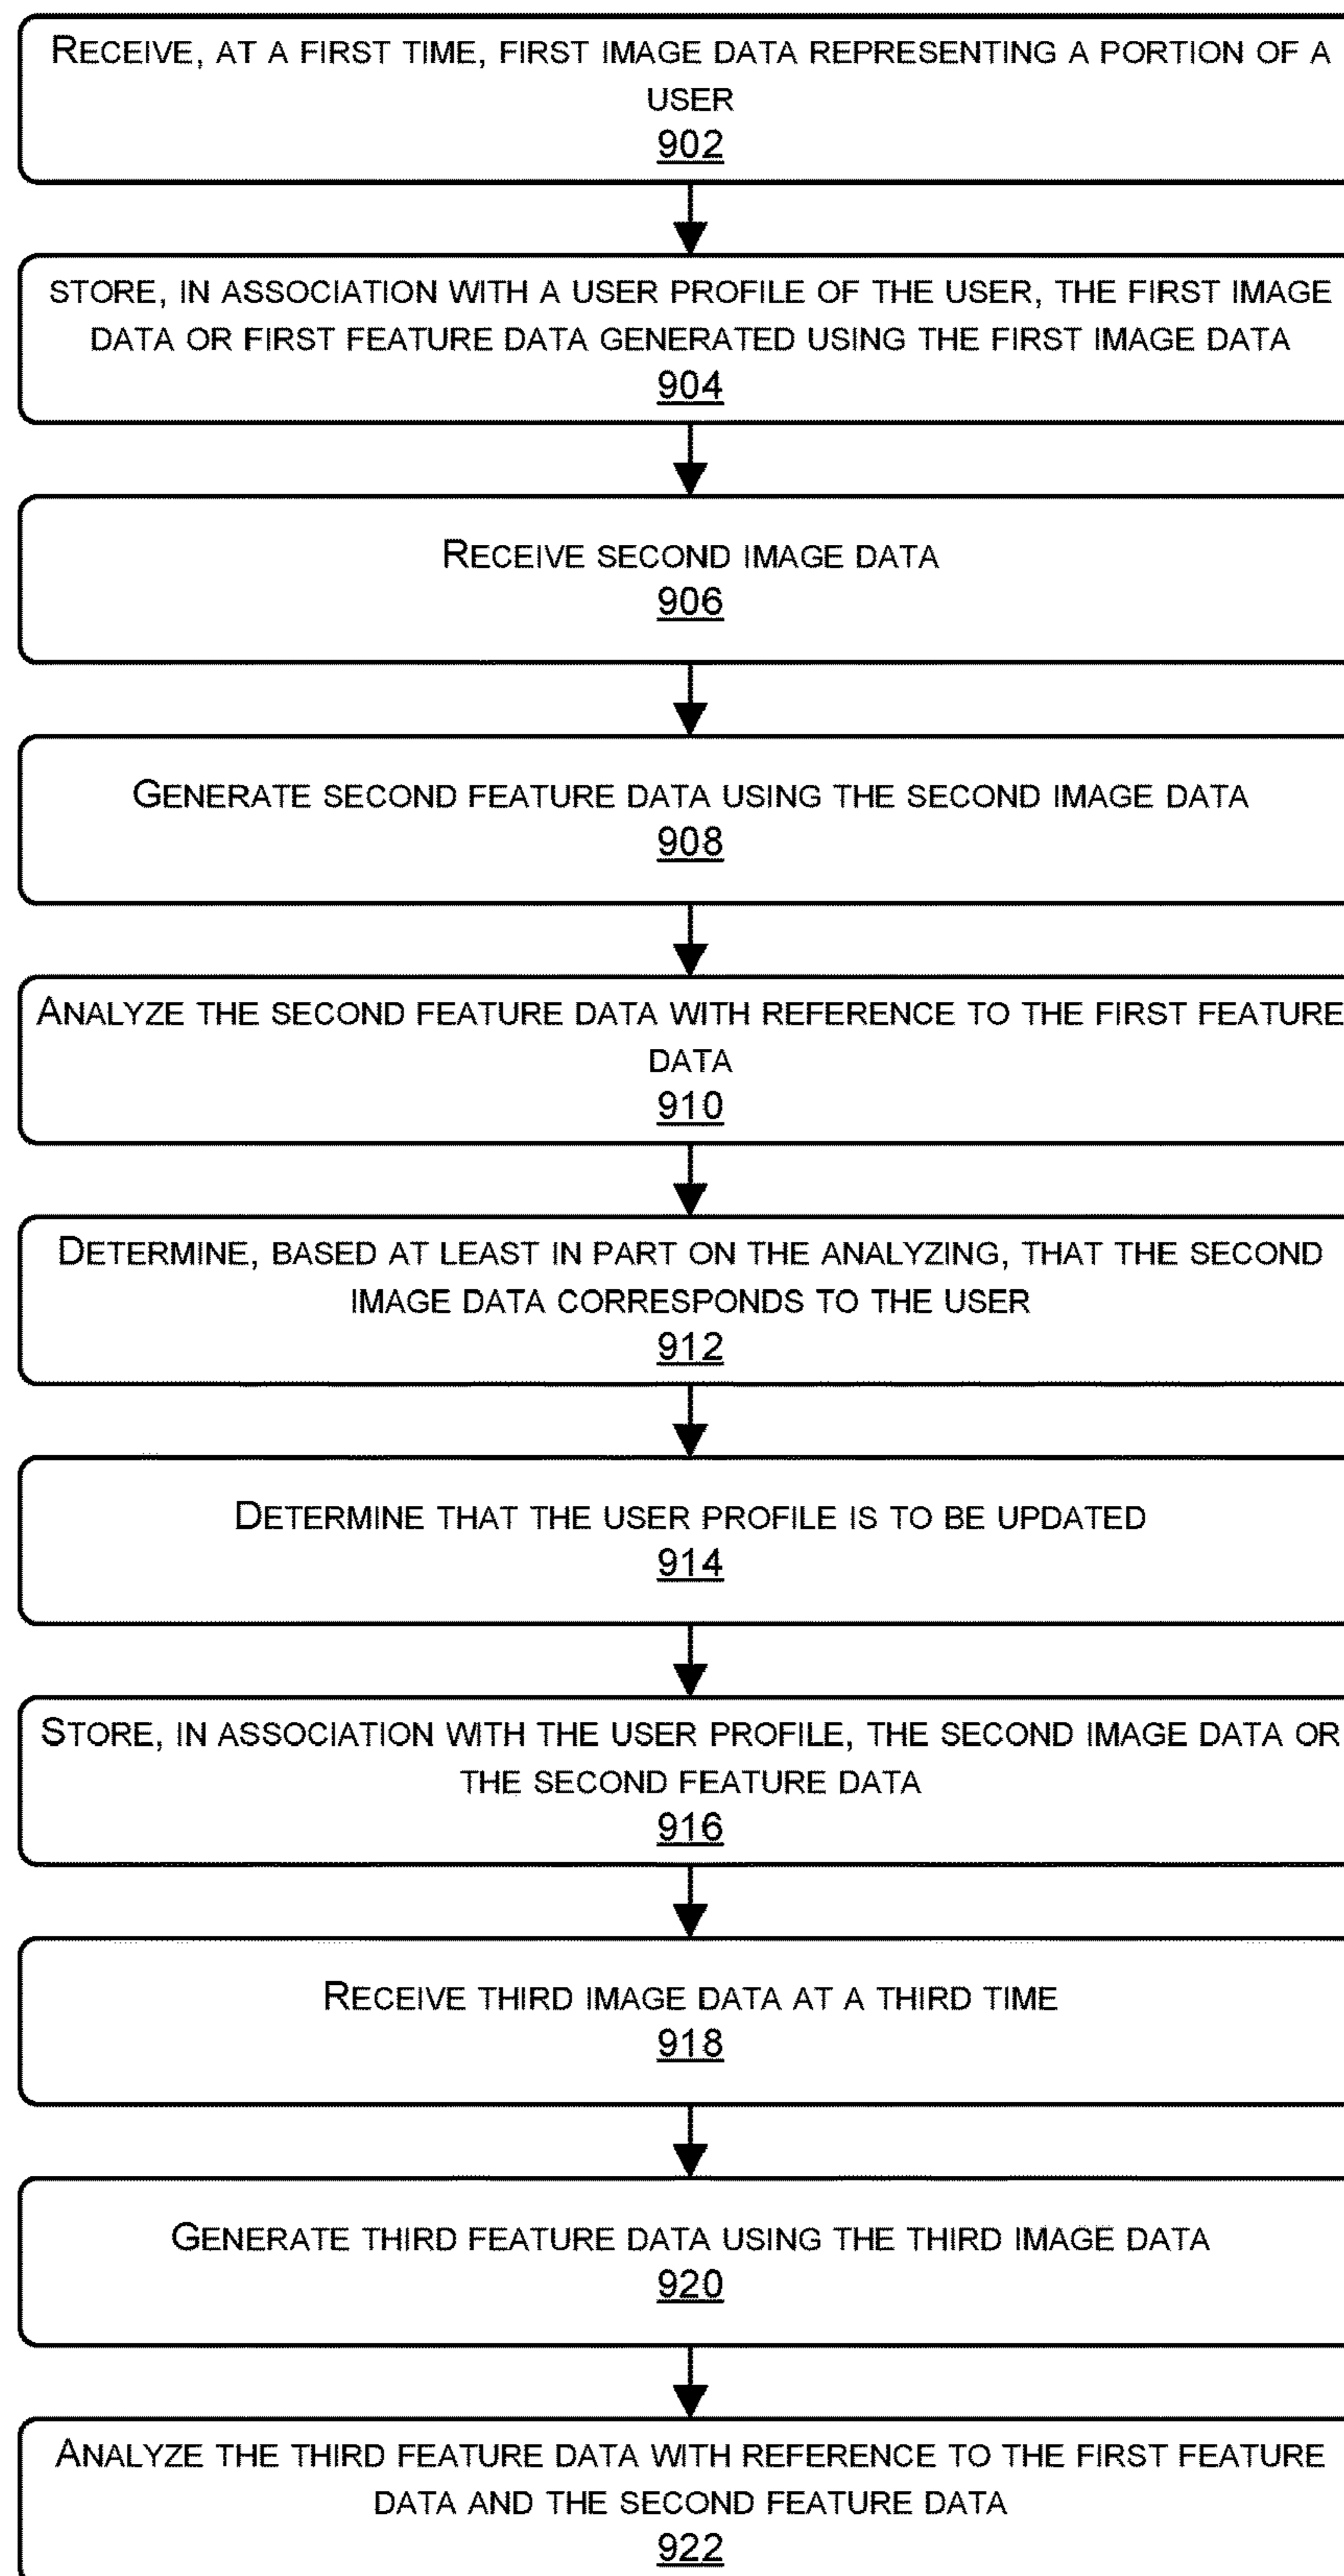 RECEIVE, AT A FIRST TIME, FIRST IMAGE DATA REPRESENTING A PORTION OF A
USER
902
STORE, IN ASSOCIATION WITH A USER PROFILE OF THE USER, THE FIRST IMAGE
DATA OR FIRST FEATURE DATA GENERATED USING THE FIRST IMAGE DATA
904
RECEIVE SECOND IMAGE DATA
906
GENERATE SECOND FEATURE DATA USING THE SECOND IMAGE DATA
908
ANALYZE THE SECOND FEATURE DATA WITH REFERENCE TO THE FIRST FEATURE
DATA
910
DETERMINE, BASED AT LEAST IN PART ON THE ANALYZING, THAT THE SECOND
IMAGE DATA CORRESPONDS TO THE USER
912
DETERMINE THAT THE USER PROFILE IS TO BE UPDATED
914
STORE, IN ASSOCIATION WITH THE USER PROFILE, THE SECOND IMAGE DATA OR
THE SECOND FEATURE DATA
916
RECEIVE THIRD IMAGE DATA AT A THIRD TIME
918
GENERATE THIRD FEATURE DATA USING THE THIRD IMAGE DATA
920
ANALYZE THE THIRD FEATURE DATA WITH REFERENCE TO THE FIRST FEATURE
DATA AND THE SECOND FEATURE DATA
922